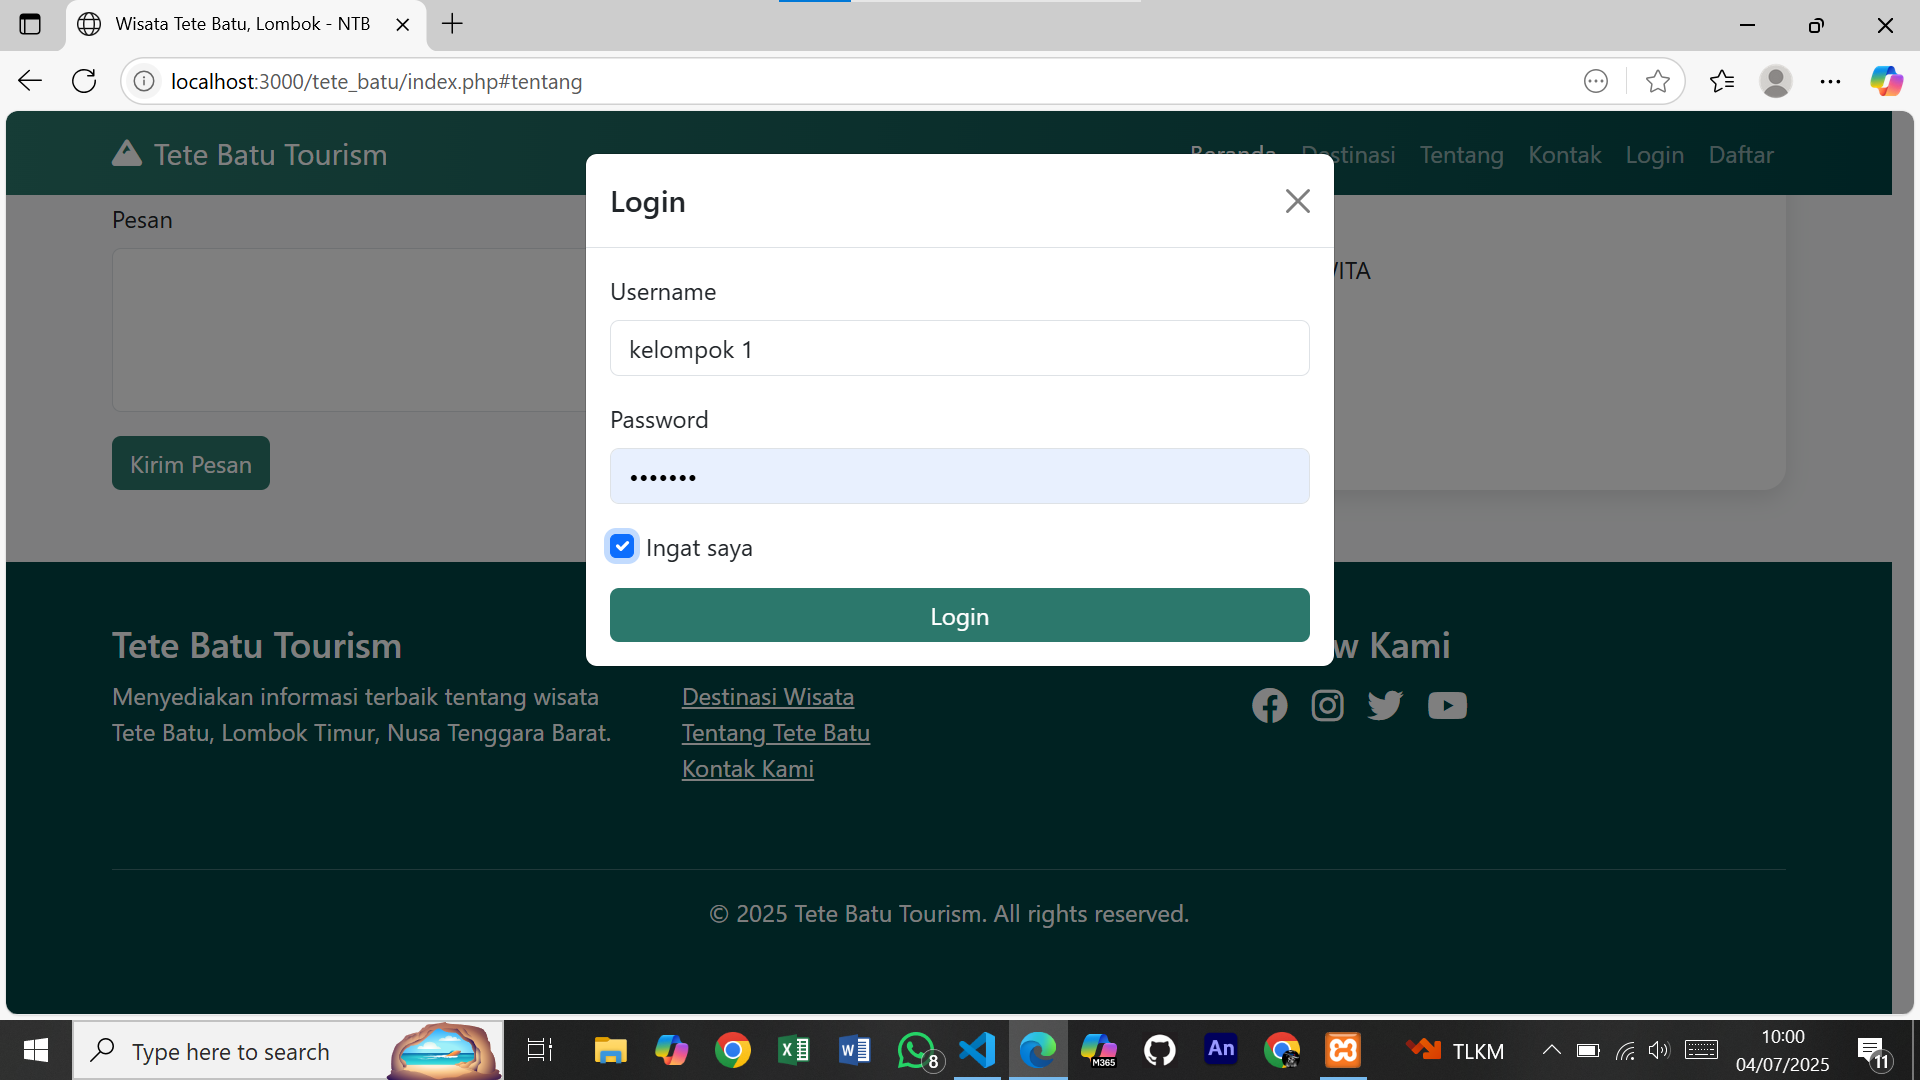 Wisata Tete Batu, Lombok - NTB
localhost:3000/tete_batu/index.php#tentang
Tete Batu Tourism
Beranda Destinasi Tentang Kontak Login Daftar
Login
Pesan
WITA
Username
kelompok 1
Password
•••••••
Kirim Pesan
Ingat saya
Login
Tete Batu Tourism
w Kami
Menyediakan informasi terbaik tentang wisata
Tete Batu, Lombok Timur, Nusa Tenggara Barat.
Destinasi Wisata
Tentang Tete Batu
Kontak Kami
© 2025 Tete Batu Tourism. All rights reserved.
Type here to search
8
M365
An
TLKM
10:00
04/07/2025
11